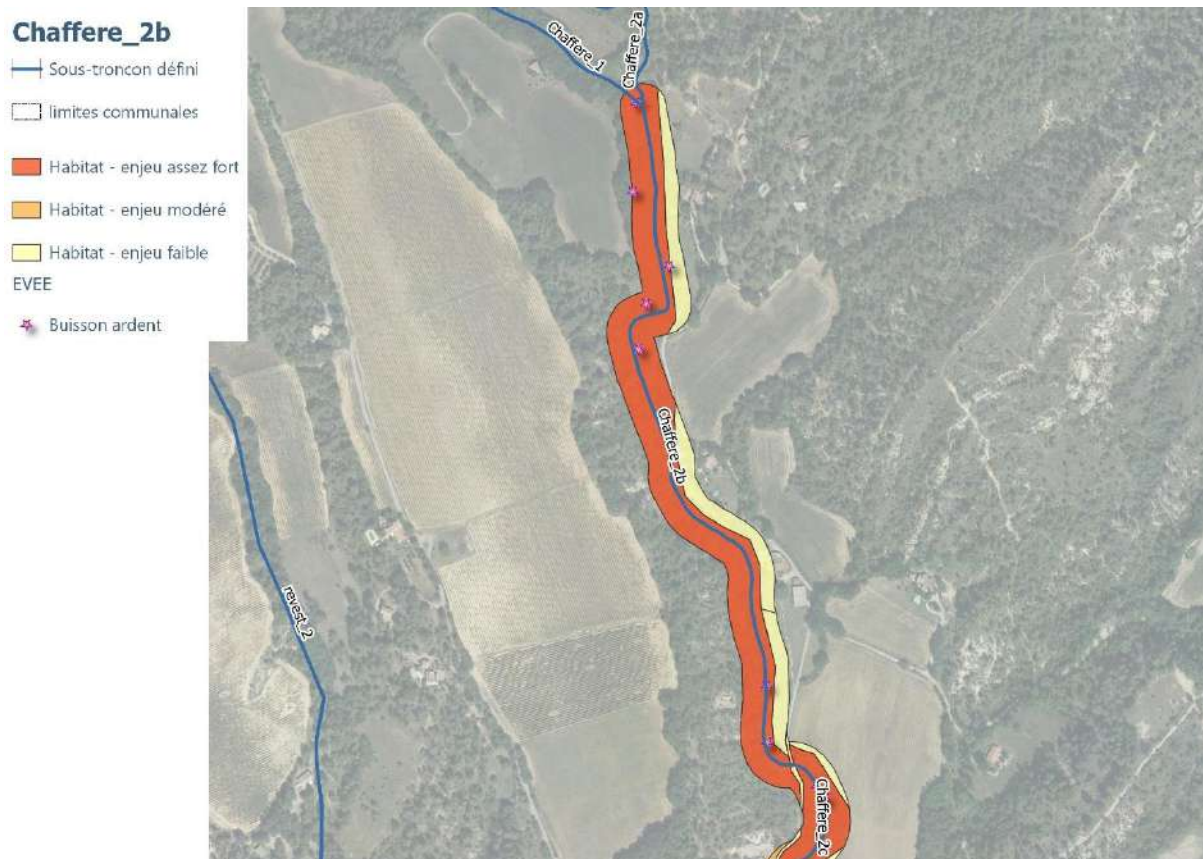 Chaffere_2b
Sous-troncon défini
limites communales
Habitat - enjeu assez fort
Habitat - enjeu modéré
Habitat - enjeu faible
EVEE
Buisson ardent
Chaffere_1
Chaffere_2a
Chaffere_2b
revest_2
Chaffere_2c